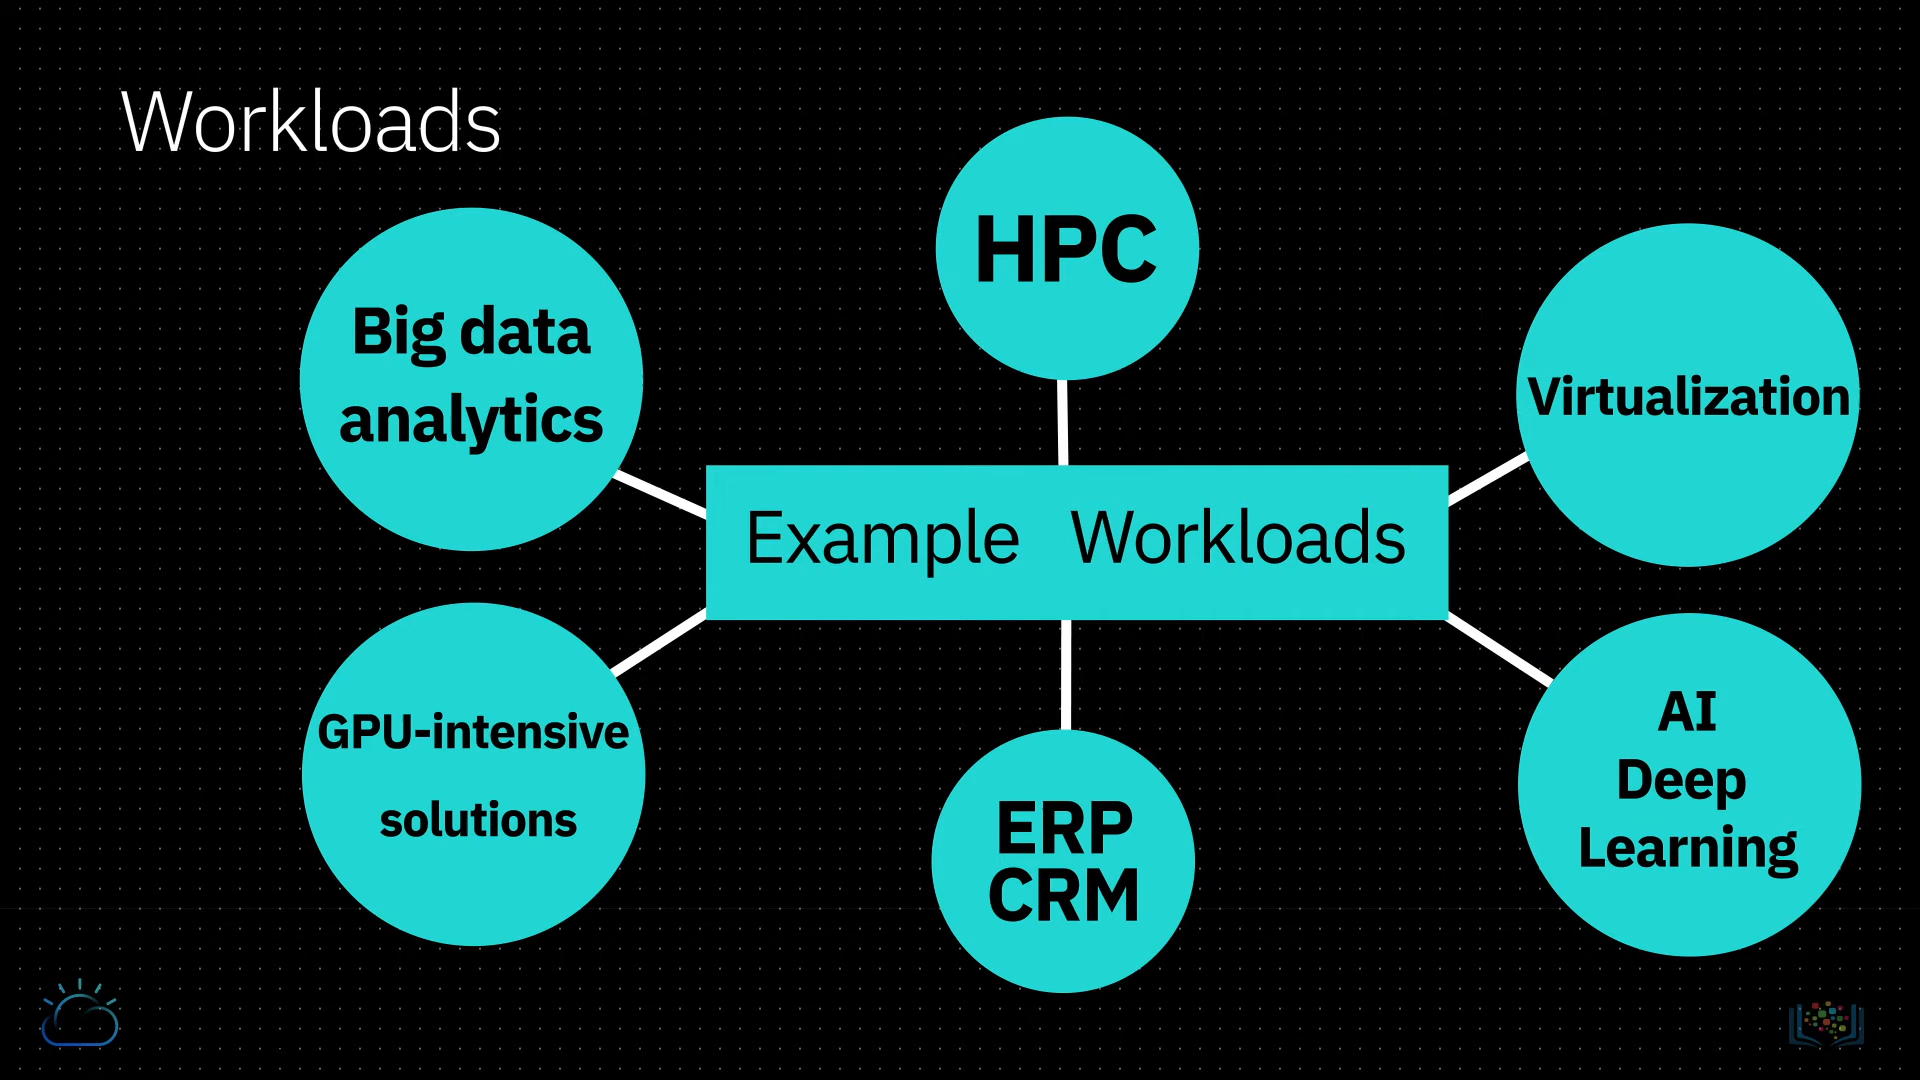 Workloads
HPC
Big data
analytics
Virtualization
Example Workloads
GPU-intensive
solutions
ERP
CRM
AI
Deep
Learning